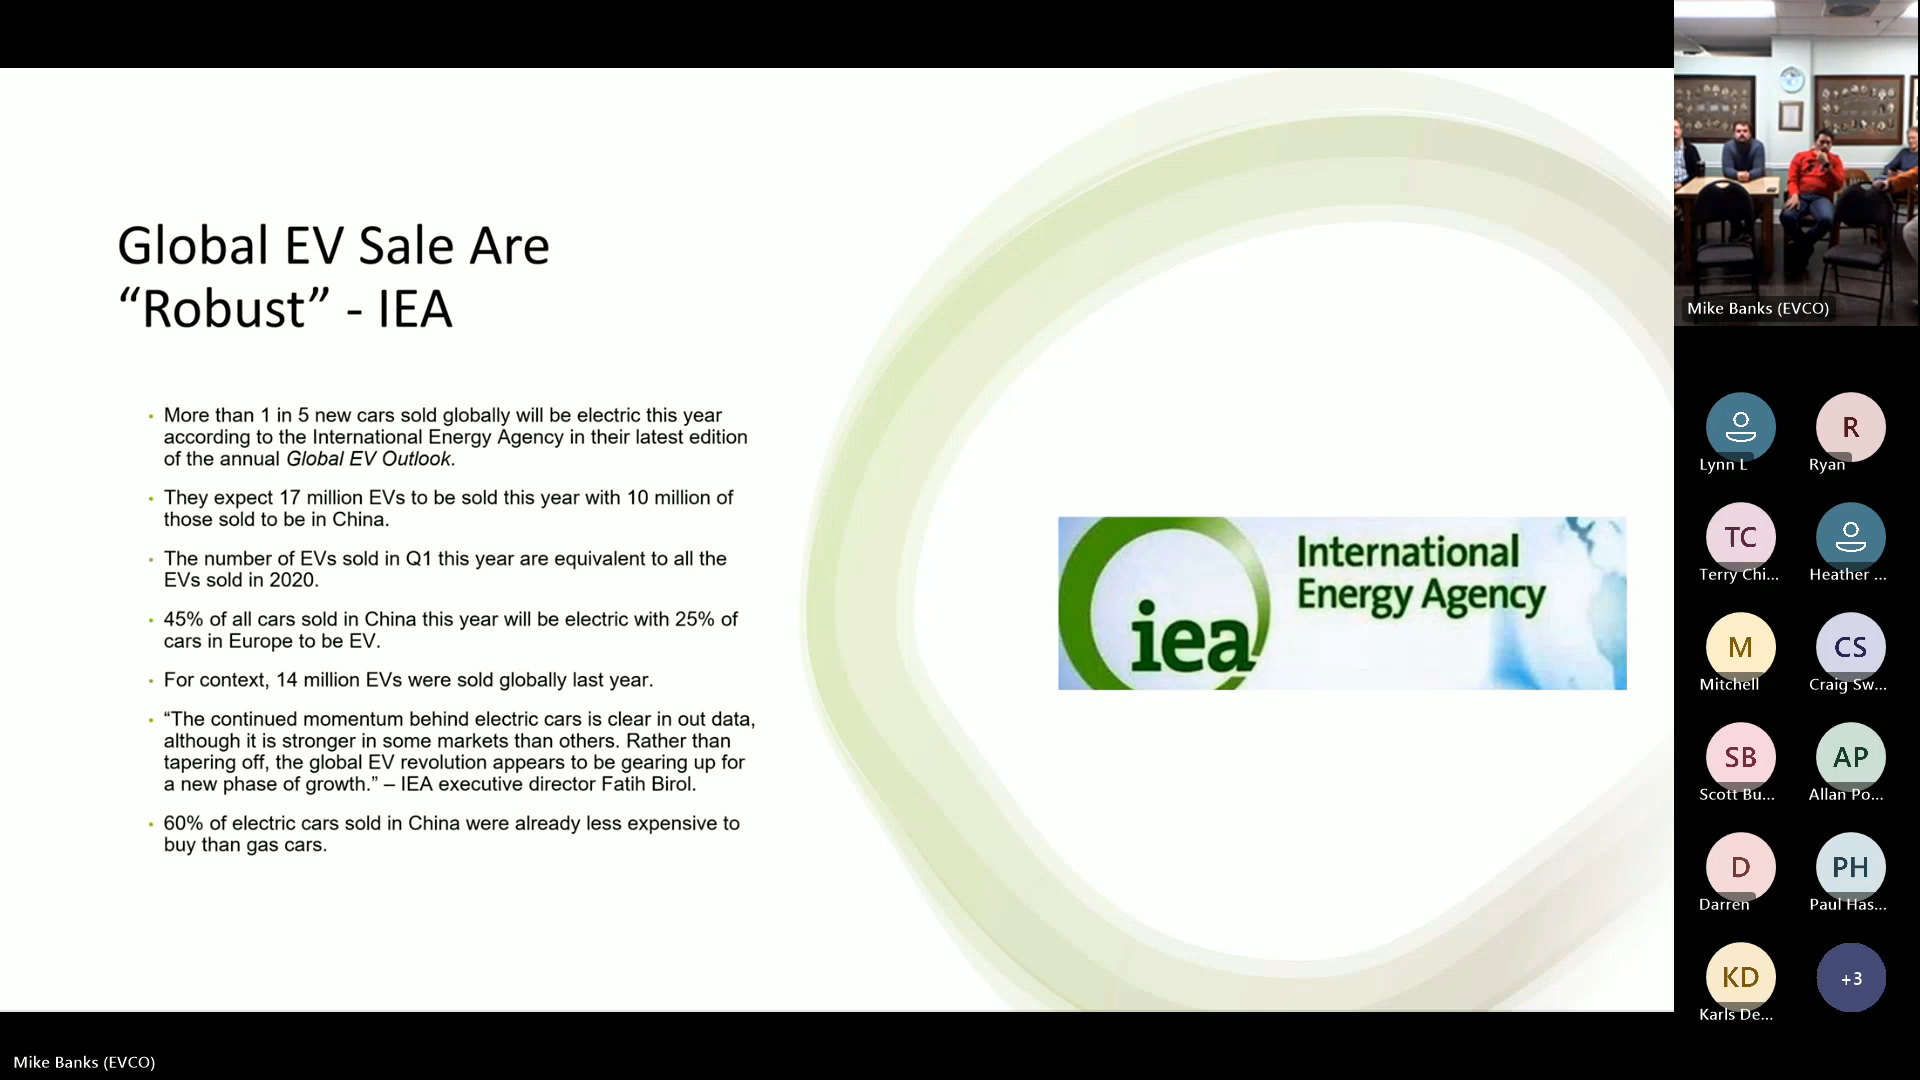 Global EV Sale Are
“Robust” - IEA
• More than 1 in 5 new cars sold globally will be electric this year
according to the International Energy Agency in their latest edition
of the annual Global EV Outlook.
• They expect 17 million EVs to be sold this year with 10 million of
those sold to be in China.
• The number of EVs sold in Q1 this year are equivalent to all the
EVs sold in 2020.
• 45% of all cars sold in China this year will be electric with 25% of
cars in Europe to be EV.
• For context, 14 million EVs were sold globally last year.
• “The continued momentum behind electric cars is clear in out data,
although it is stronger in some markets than others. Rather than
tapering off, the global EV revolution appears to be gearing up for
a new phase of growth.” – IEA executive director Fatih Birol.
• 60% of electric cars sold in China were already less expensive to
buy than gas cars.
iea
International
Energy Agency
Mike Banks (EVCO)
Lynn L
R
Ryan
TC
Terry Chi...
Heather ...
M
Mitchell
CS
Craig Sw...
SB
Scott Bu...
AP
Allan Po...
D
Darren
PH
Paul Has...
KD
Karls De...
+3
Mike Banks (EVCO)